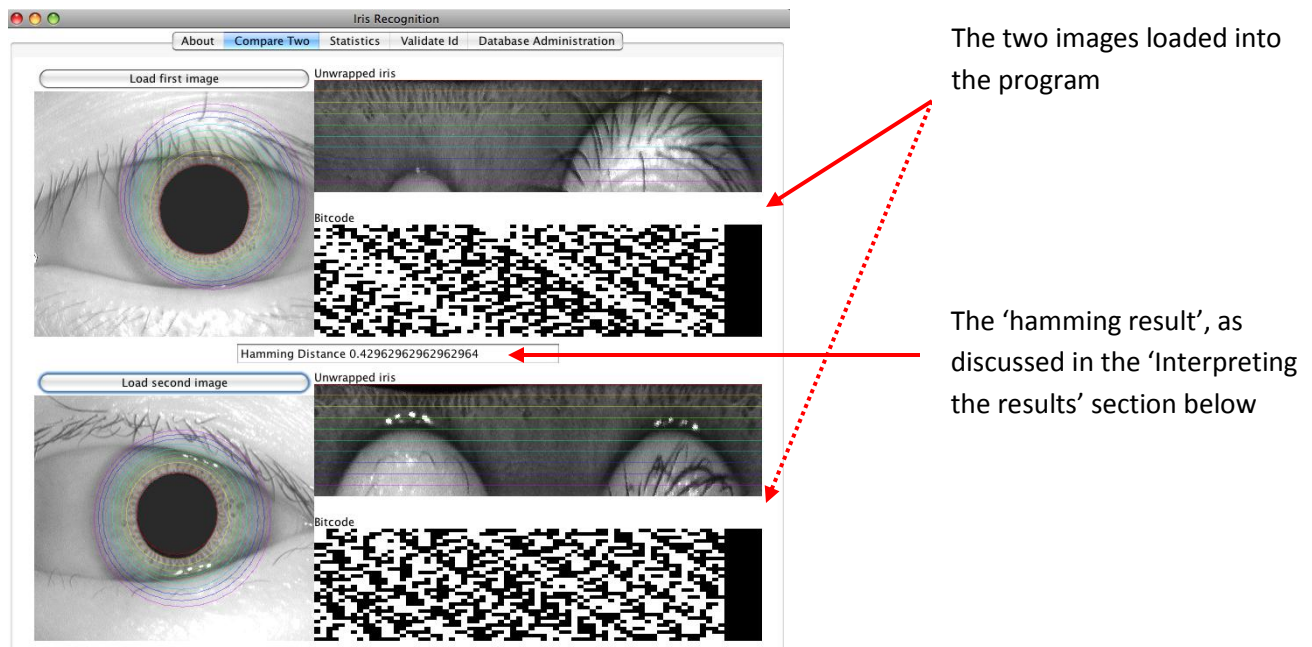 Iris Recognition
About Compare Two Statistics Validate Id Database Administration
Load first image
Unwrapped iris
Bitcode
Hamming Distance 0.42962962962962964
Load second image
Unwrapped iris
Bitcode
The two images loaded into
the program
The ‘hamming result’, as
discussed in the ‘Interpreting
the results’ section below